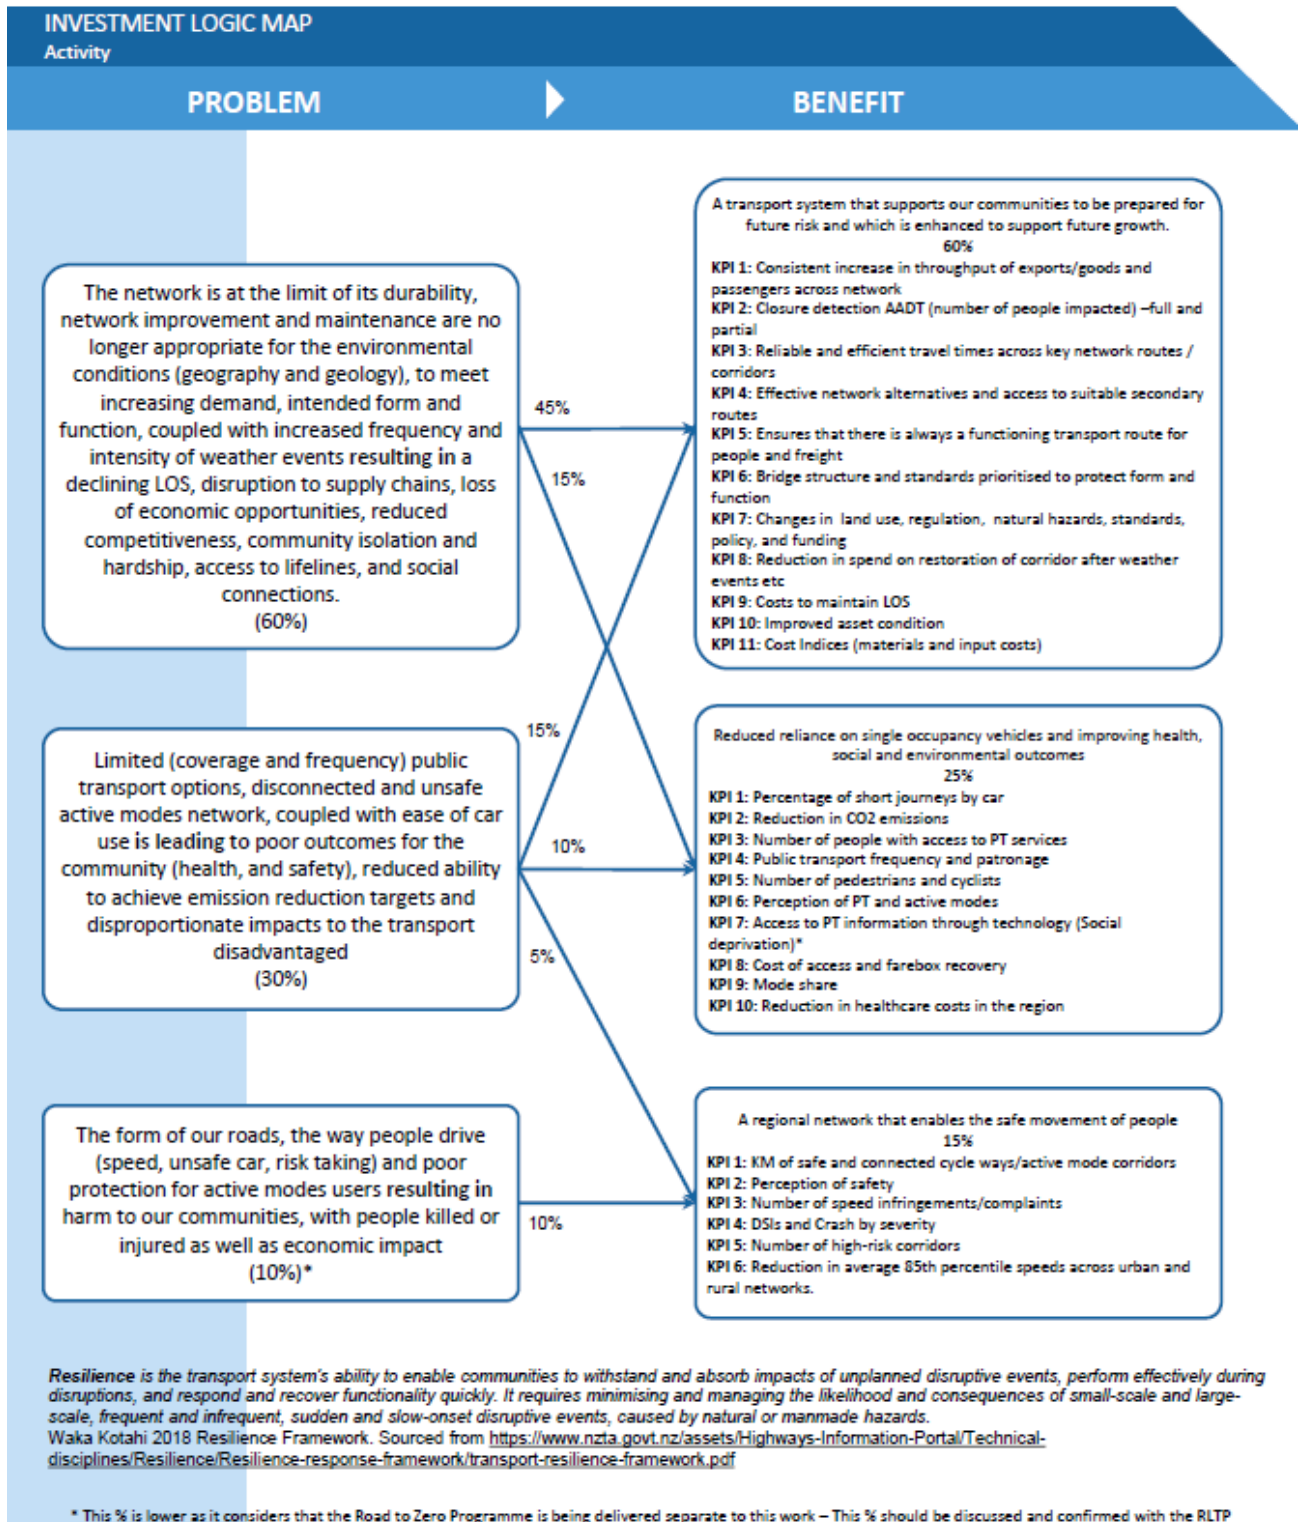 INVESTMENT LOGIC MAP
Activity
PROBLEM
BENEFIT
The network is at the limit of its durability,
network improvement and maintenance are no
longer appropriate for the environmental
conditions (geography and geology), to meet
increasing demand, intended form and
function, coupled with increased frequency and
intensity of weather events resulting in a
declining LOS, disruption to supply chains, loss
of economic opportunities, reduced
competitiveness, community isolation and
hardship, access to lifelines, and social
connections.
(60%)
Limited (coverage and frequency) public
transport options, disconnected and unsafe
active modes network, coupled with ease of car
use is leading to poor outcomes for the
community (health, and safety), reduced ability
to achieve emission reduction targets and
disproportionate impacts to the transport
disadvantaged
(30%)
The form of our roads, the way people drive
(speed, unsafe car, risk taking) and poor
protection for active modes users resulting in
harm to our communities, with people killed or
injured as well as economic impact
(10%)*
45%
15%
15%
10%
5%
10%
A transport system that supports our communities to be prepared for
future risk and which is enhanced to support future growth.
60%
KPI 1: Consistent increase in throughput of exports/goods and
passengers across network
KPI 2: Closure detection AADT (number of people impacted) –full and
partial
KPI 3: Reliable and efficient travel times across key network routes /
corridors
KPI 4: Effective network alternatives and access to suitable secondary
routes
KPI 5: Ensures that there is always a functioning transport route for
people and freight
KPI 6: Bridge structure and standards prioritised to protect form and
function
KPI 7: Changes in land use, regulation, natural hazards, standards,
policy, and funding
KPI 8: Reduction in spend on restoration of corridor after weather
events etc
KPI 9: Costs to maintain LOS
KPI 10: Improved asset condition
KPI 11: Cost Indices (materials and input costs)
Reduced reliance on single occupancy vehicles and improving health,
social and environmental outcomes
25%
KPI 1: Percentage of short journeys by car
KPI 2: Reduction in CO2 emissions
KPI 3: Number of people with access to PT services
KPI 4: Public transport frequency and patronage
KPI 5: Number of pedestrians and cyclists
KPI 6: Perception of PT and active modes
KPI 7: Access to PT information through technology (Social
deprivation)*
KPI 8: Cost of access and farebox recovery
KPI 9: Mode share
KPI 10: Reduction in healthcare costs in the region
A regional network that enables the safe movement of people
15%
KPI 1: KM of safe and connected cycle ways/active mode corridors
KPI 2: Perception of safety
KPI 3: Number of speed infringements/complaints
KPI 4: DSIs and Crash by severity
KPI 5: Number of high-risk corridors
KPI 6: Reduction in average 85th percentile speeds across urban and
rural networks.
Resilience is the transport system's ability to enable communities to withstand and absorb impacts of unplanned disruptive events, perform effectively during
disruptions, and respond and recover functionality quickly. It requires minimising and managing the likelihood and consequences of small-scale and large-
scale, frequent and infrequent, sudden and slow-onset disruptive events, caused by natural or manmade hazards.
Waka Kotahi 2018 Resilience Framework. Sourced from https://www.nzta.govt.nz/assets/Highways-Information-Portal/Technical-
disciplines/Resilience/Resilience-response-framework/transport-resilience-framework.pdf
* This % is lower as it considers that the Road to Zero Programme is being delivered separate to this work – This % should be discussed and confirmed with the RLTP